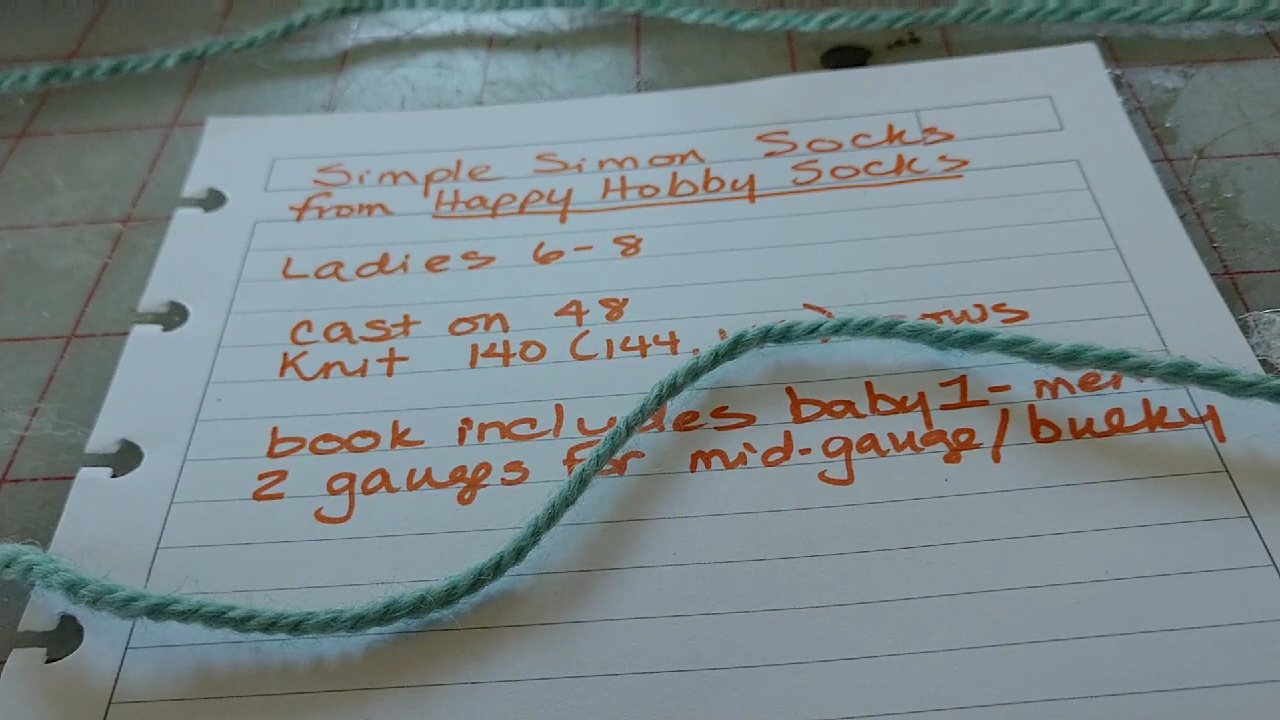 Simple Simon Socks
from Happy Hobby Socks
Ladies 6-8
cast on 48
Knit 140 (144, rows
book includes baby 1-
2 gauges for mid-gauge/bulky